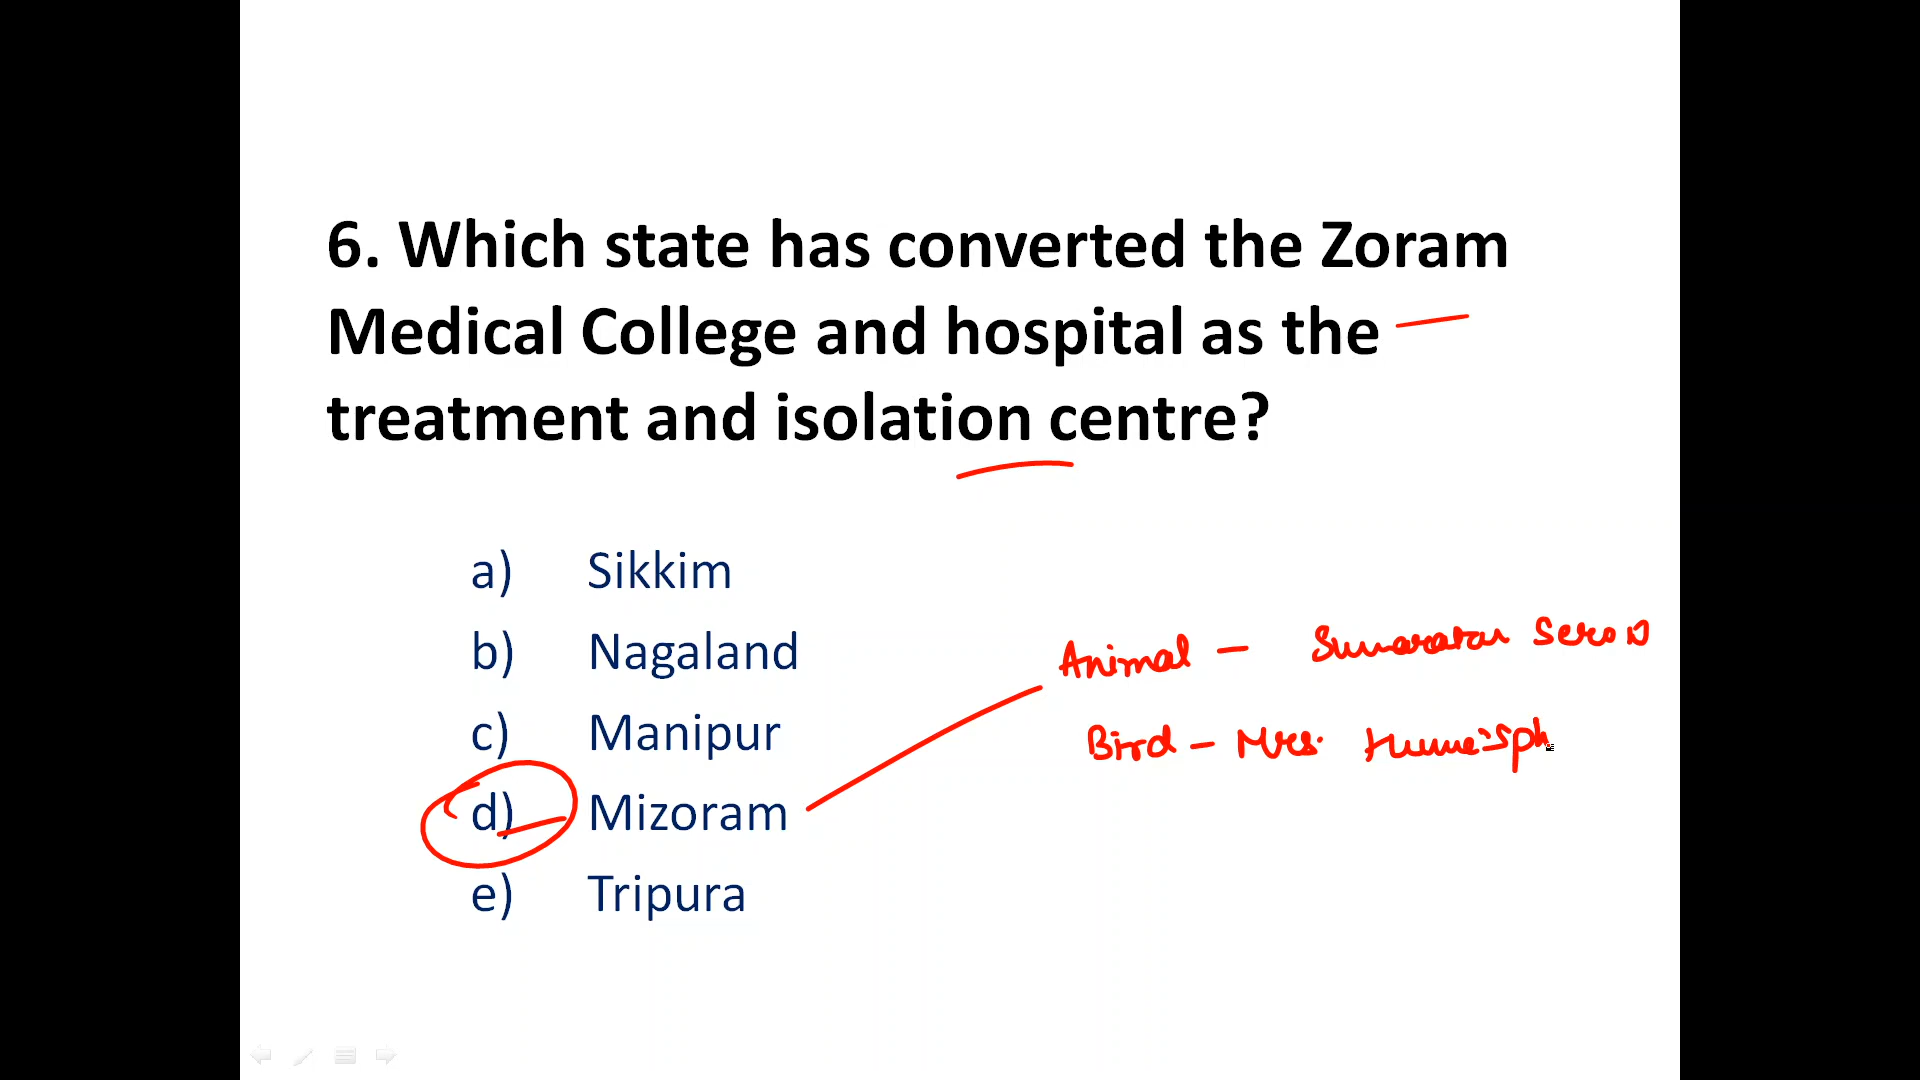 6. Which state has converted the Zoram
Medical College and hospital as the
treatment and isolation centre?
a) Sikkim
b) Nagaland
c) Manipur
d) Mizoram
e) Tripura
Animal -
Bird - Mrs.